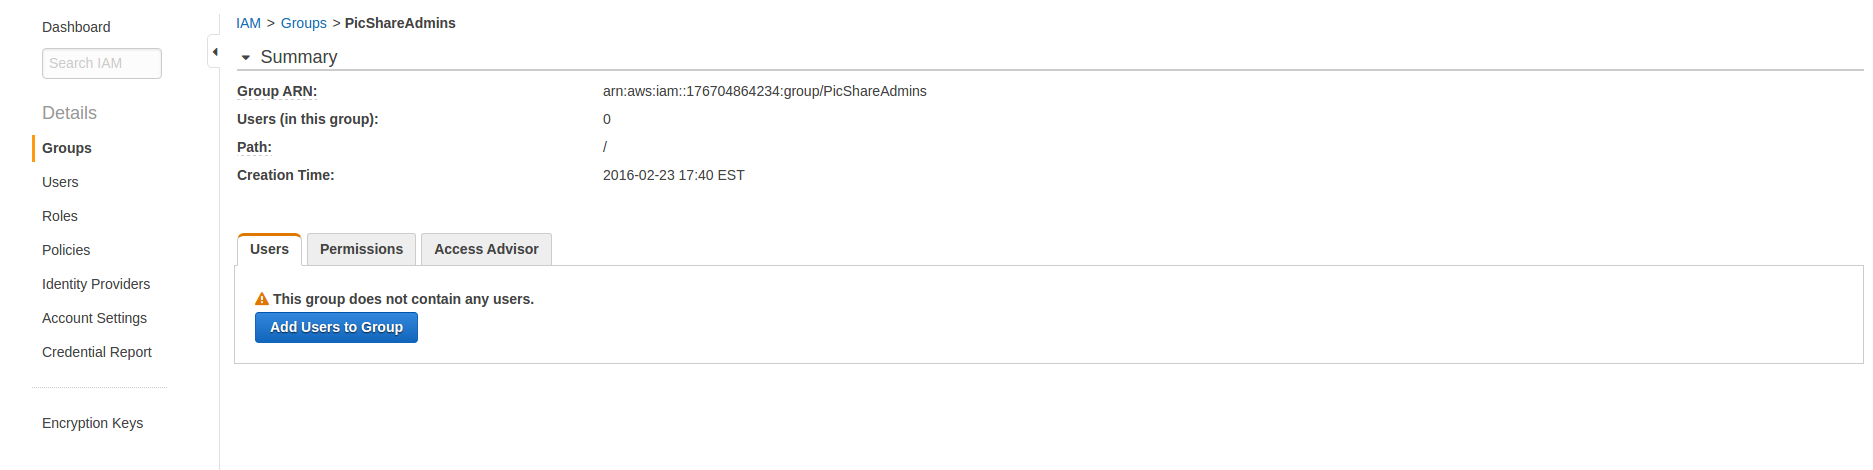 Dashboard
Search IAM
Details
Groups
Users
Roles
Policies
Identity Providers
Account Settings
Credential Report
Encryption Keys
IAM > Groups > PicShareAdmins
Summary
Group ARN: arn:aws:iam::176704864234:group/PicShareAdmins
Users (in this group): 0
Path: /
Creation Time: 2016-02-23 17:40 EST
Users Permissions Access Advisor
This group does not contain any users.
Add Users to Group